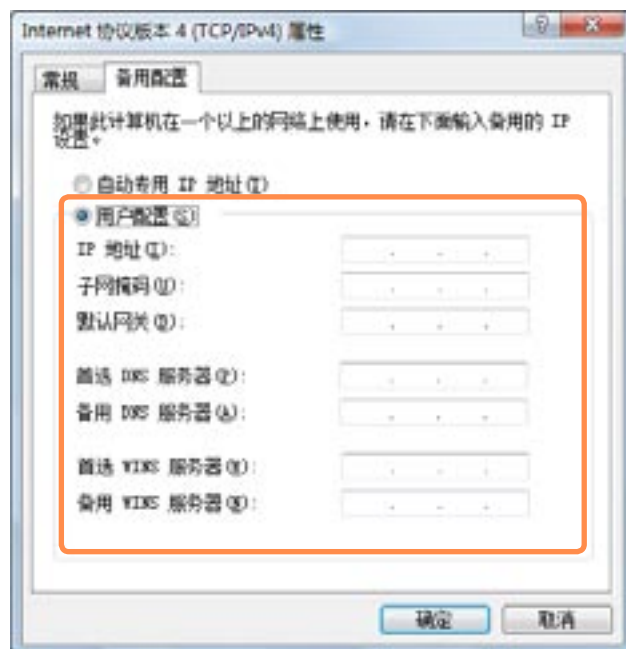 Internet 协议版本 4 (TCP/IPv4) 属性
常规 备用配置
如果此计算机在一个以上的网络上使用，请在下面输入备用的 IP
设置。
自动专用 IP 地址(T)
用户配置(S)
IP 地址(I):
子网掩码(U):
默认网关(D):
首选 DNS 服务器(P):
备用 DNS 服务器(A):
首选 WINS 服务器(W):
备用 WINS 服务器(N):
确定 取消